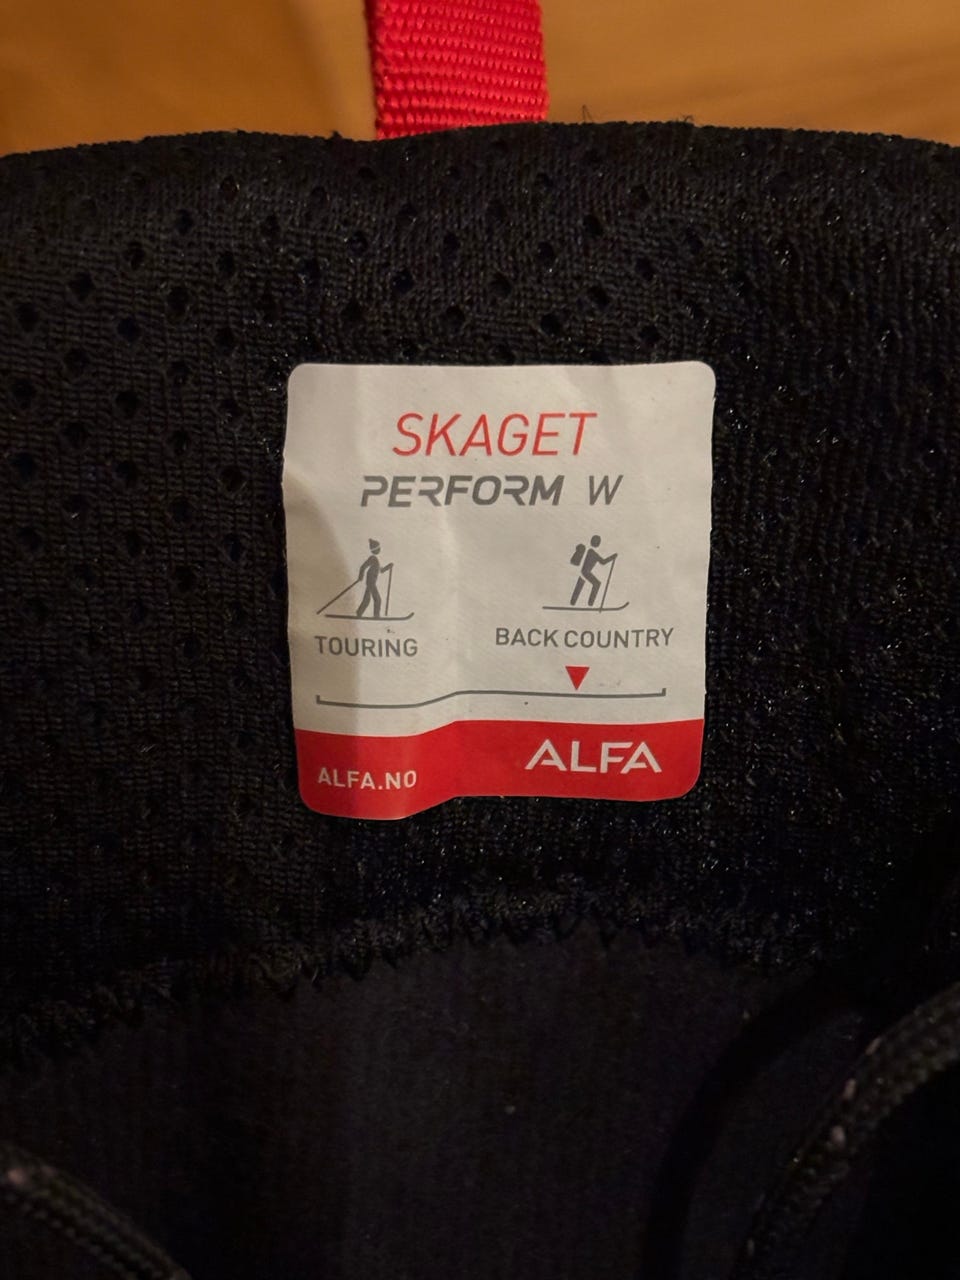 SKAGET
PERFORM W
TOURING
BACK COUNTRY
ALFA.NO
ALFA